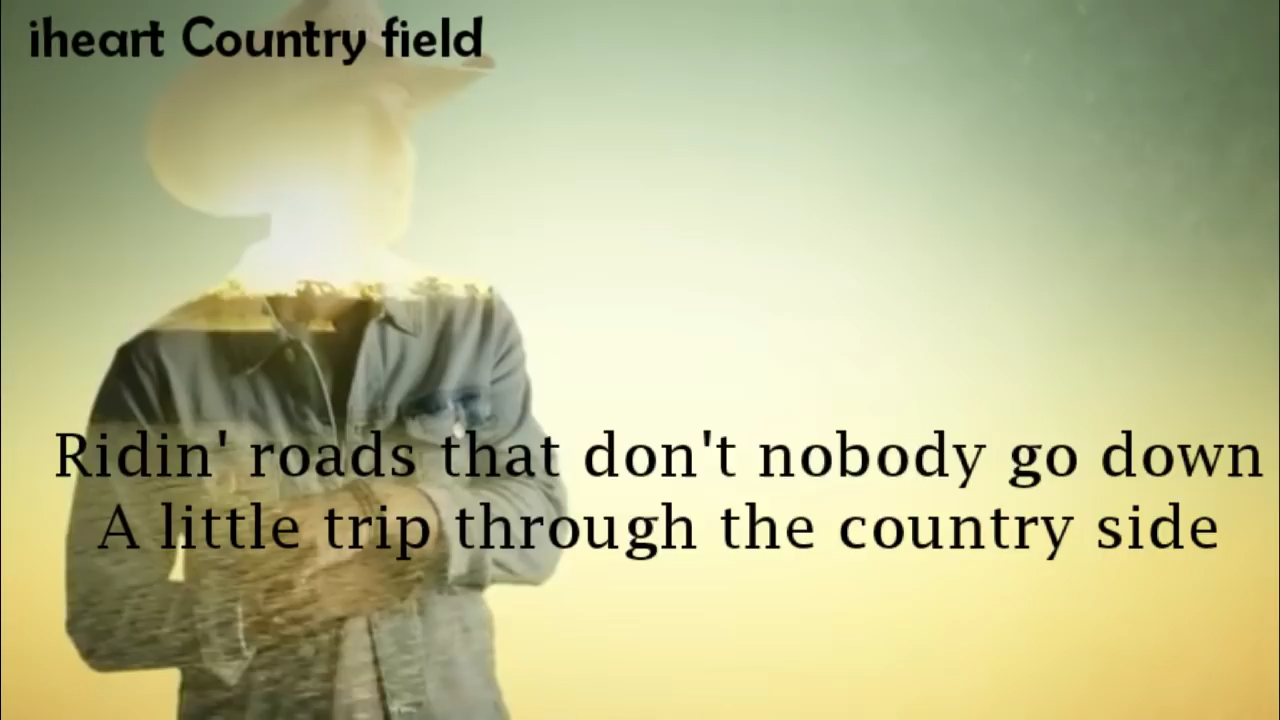 iheart Country field
Ridin' roads that don't nobody go down
A little trip through the country side